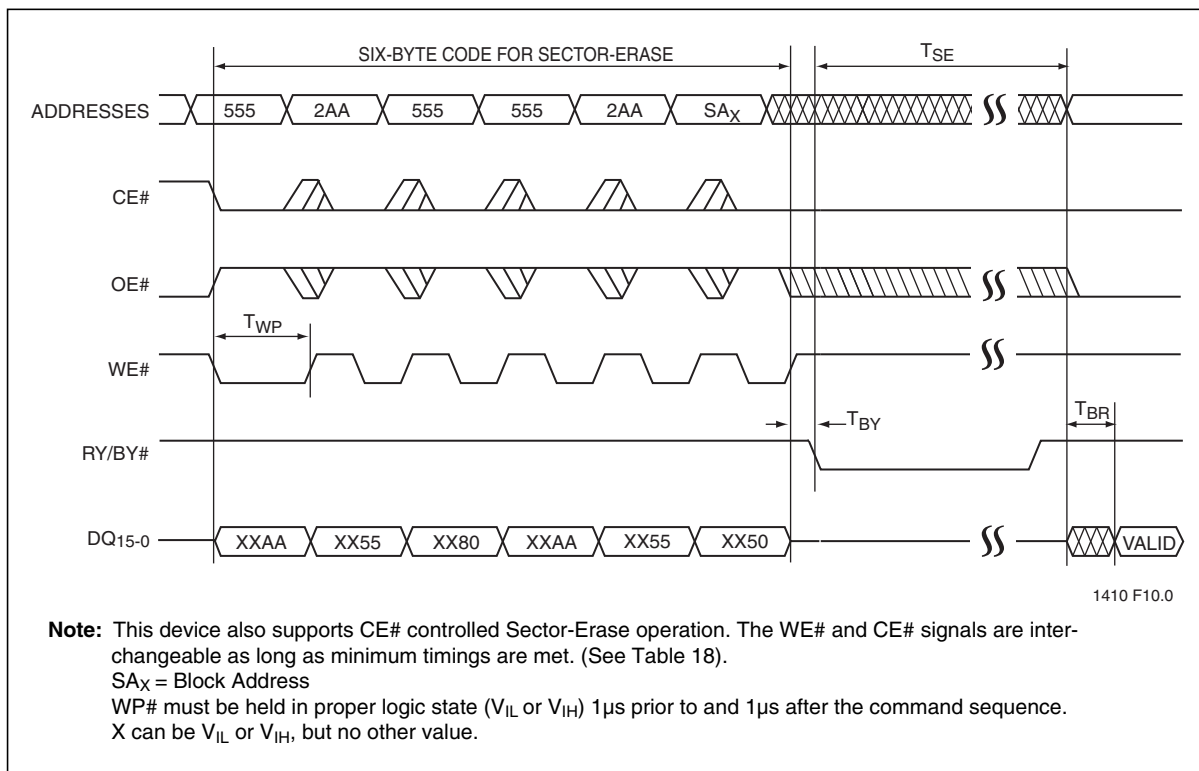 SIX-BYTE CODE FOR SECTOR-ERASE
TSE
ADDRESSES 555 2AA 555 555 2AA SAX
CE#
OE#
TWP
WE#
TBY
TBR
RY/BY#
DQ15-0 XXAA XX55 XX80 XXAA XX55 XX50 VALID
1410 F10.0
Note: This device also supports CE# controlled Sector-Erase operation. The WE# and CE# signals are inter-
changeable as long as minimum timings are met. (See Table 18).
SAX = Block Address
WP# must be held in proper logic state (VIL or VIH) 1µs prior to and 1µs after the command sequence.
X can be VIL or VIH, but no other value.